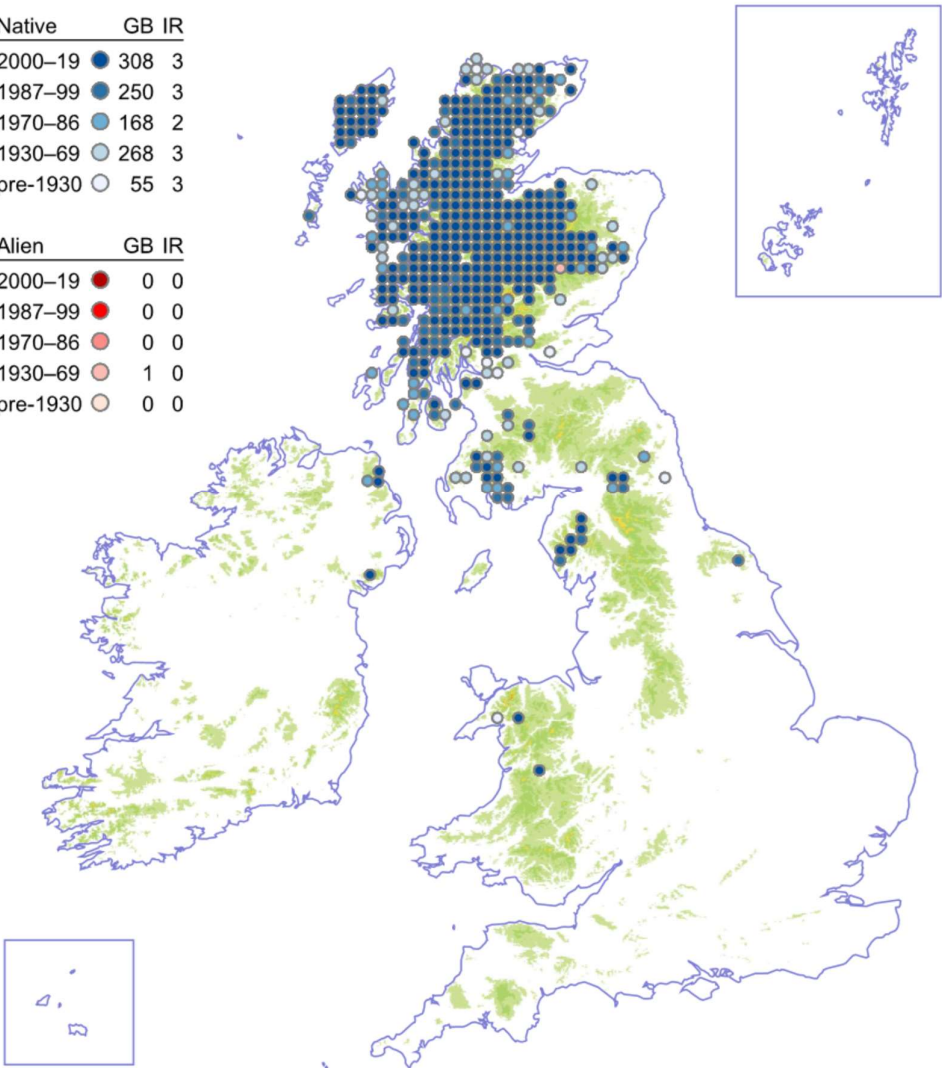 Native GB IR
2000–19 308 3
1987–99 250 3
1970–86 168 2
1930–69 268 3
pre-1930 55 3
Alien GB IR
2000–19 0 0
1987–99 0 0
1970–86 0 0
1930–69 1 0
pre-1930 0 0